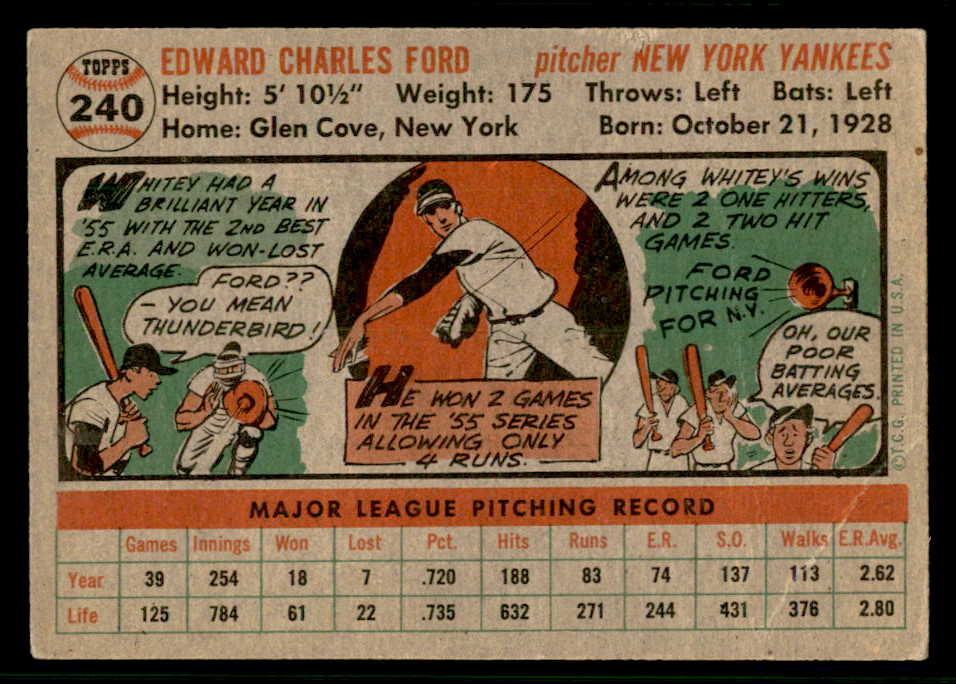 TOPPS
240
EDWARD CHARLES FORD pitcher NEW YORK YANKEES
Height: 5' 10½" Weight: 175 Throws: Left Bats: Left
Home: Glen Cove, New York Born: October 21, 1928
WHITEY HAD A
BRILLIANT YEAR IN
'55 WITH THE 2ND BEST
E.R.A. AND WON-LOST
AVERAGE.
FORD??
- YOU MEAN
THUNDERBIRD!
HE WON 2 GAMES
IN THE '55 SERIES
ALLOWING ONLY
4 RUNS.
AMONG WHITEY'S WINS
WERE 2 ONE HITTERS,
AND 2 TWO HIT
GAMES.
FORD
PITCHING
FOR N.Y.
OH, OUR
POOR
BATTING
AVERAGES.
©T.C.G. PRINTED IN U.S.A.
MAJOR LEAGUE PITCHING RECORD
Games Innings Won Lost Pct. Hits Runs E.R. S.O. Walks E.R.Avg.
Year 39 254 18 7 .720 188 83 74 137 113 2.62
Life 125 784 61 22 .735 632 271 244 431 376 2.80